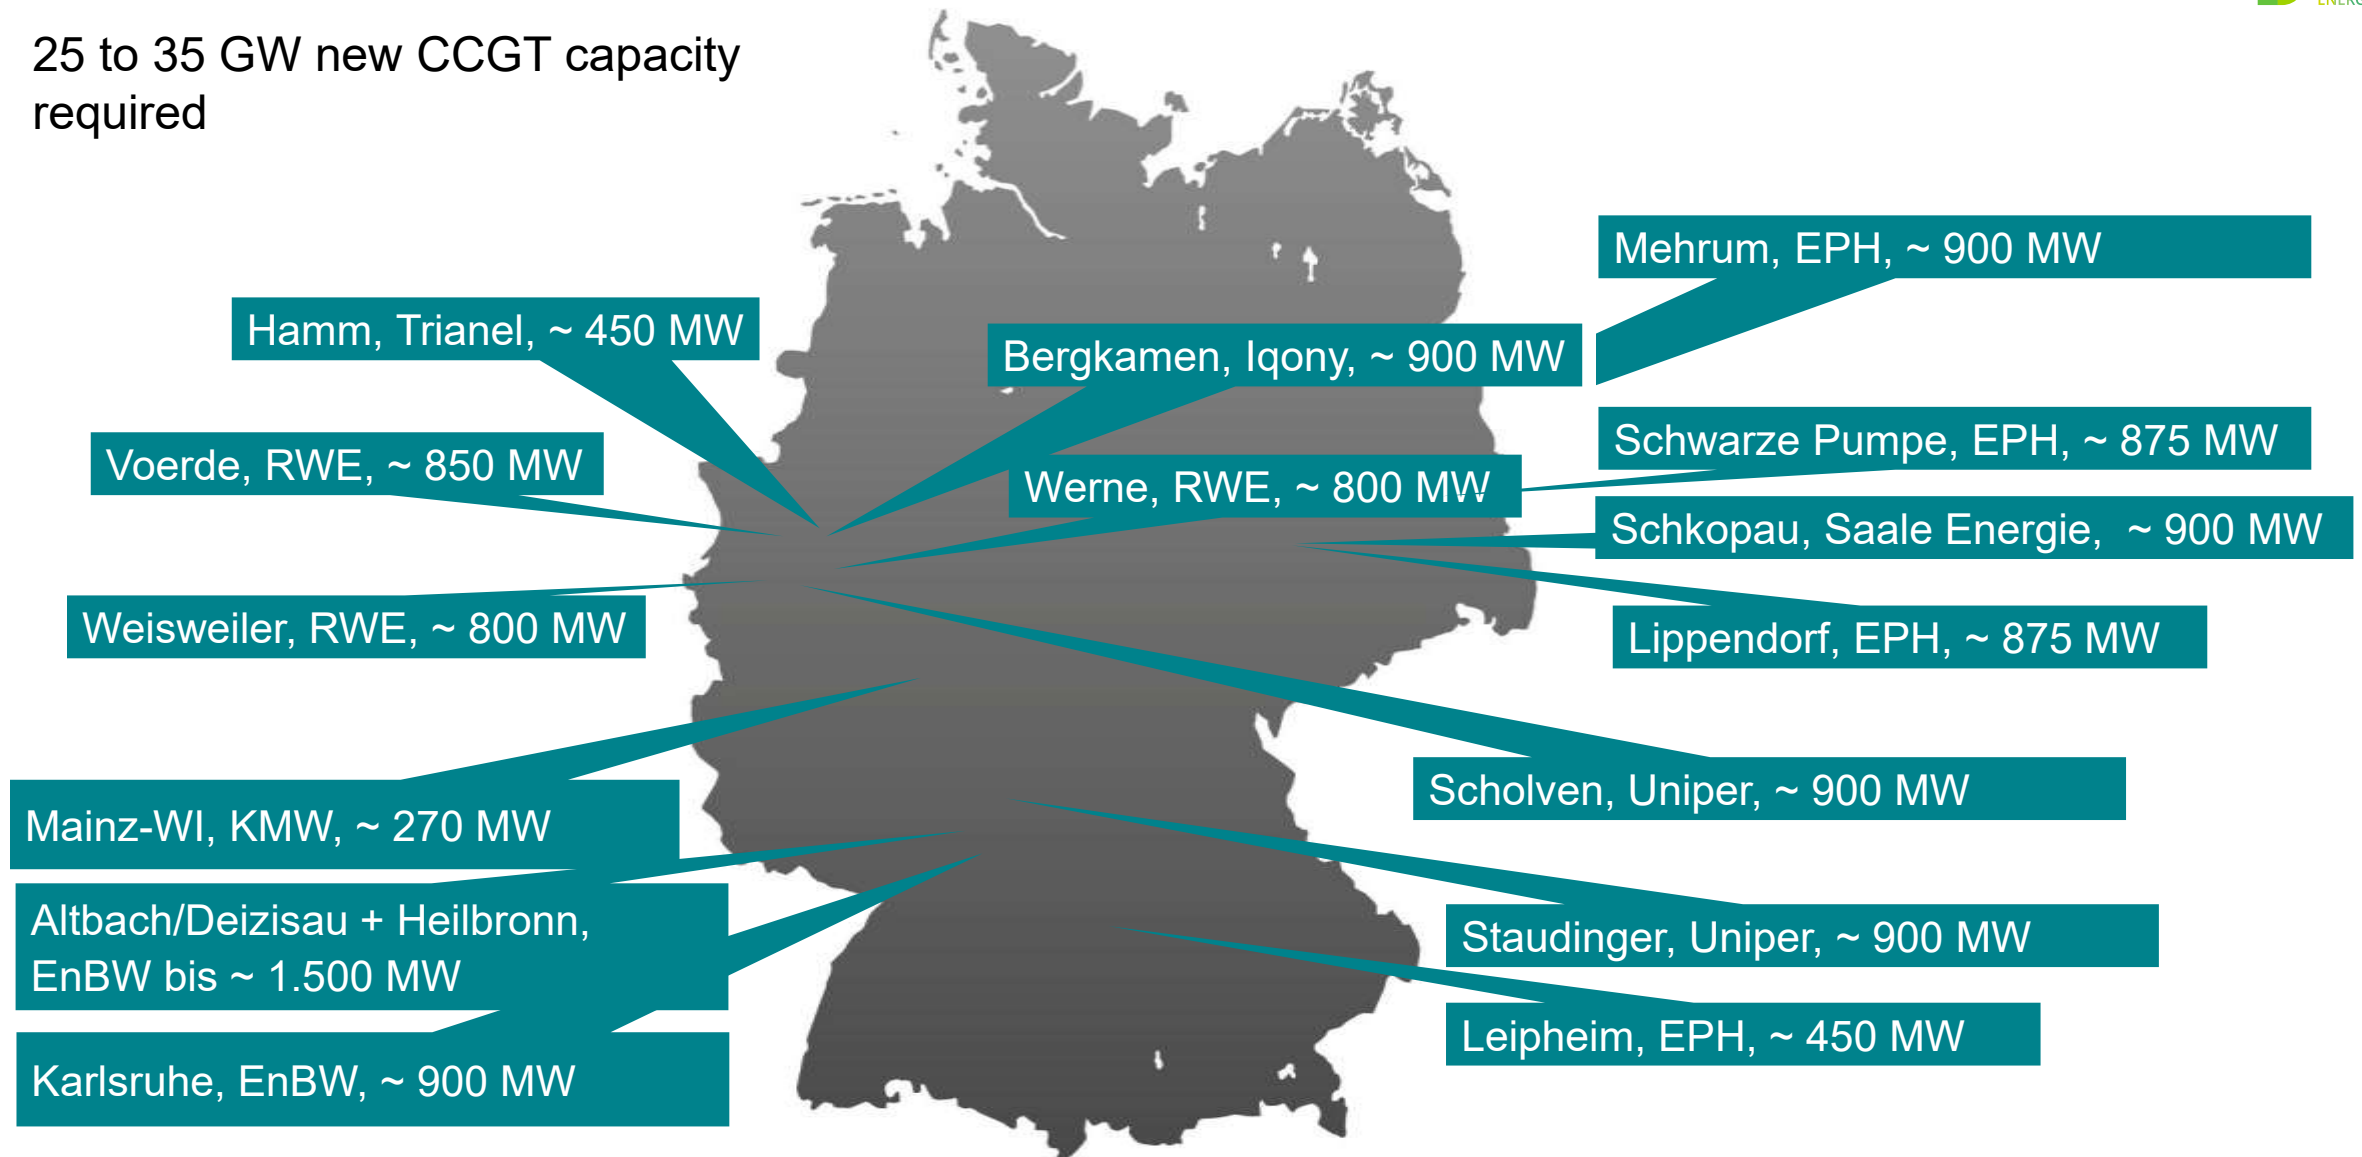 25 to 35 GW new CCGT capacity
required
Mehrum, EPH, ~ 900 MW
Hamm, Trianel, ~ 450 MW
Bergkamen, Iqony, ~ 900 MW
Voerde, RWE, ~ 850 MW
Schwarze Pumpe, EPH, ~ 875 MW
Werne, RWE, ~ 800 MW
Schkopau, Saale Energie, ~ 900 MW
Weisweiler, RWE, ~ 800 MW
Lippendorf, EPH, ~ 875 MW
Scholven, Uniper, ~ 900 MW
Mainz-WI, KMW, ~ 270 MW
Altbach/Deizisau + Heilbronn,
EnBW bis ~ 1.500 MW
Staudinger, Uniper, ~ 900 MW
Leipheim, EPH, ~ 450 MW
Karlsruhe, EnBW, ~ 900 MW